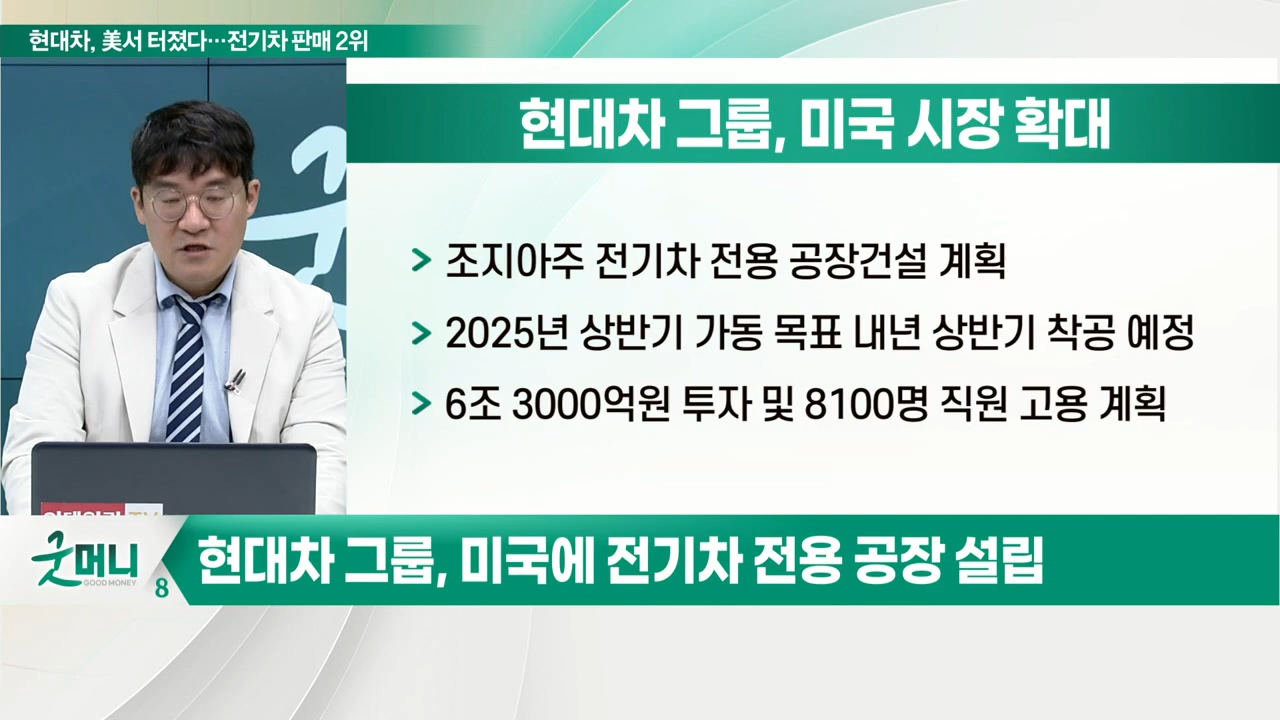 현대차, 美서 터졌다…전기차 판매 2위
현대차 그룹, 미국 시장 확대
> 조지아주 전기차 전용 공장건설 계획
> 2025년 상반기 가동 목표 내년 상반기 착공 예정
> 6조 3000억원 투자 및 8100명 직원 고용 계획
굿머니
GOOD MONEY
8
현대차 그룹, 미국에 전기차 전용 공장 설립